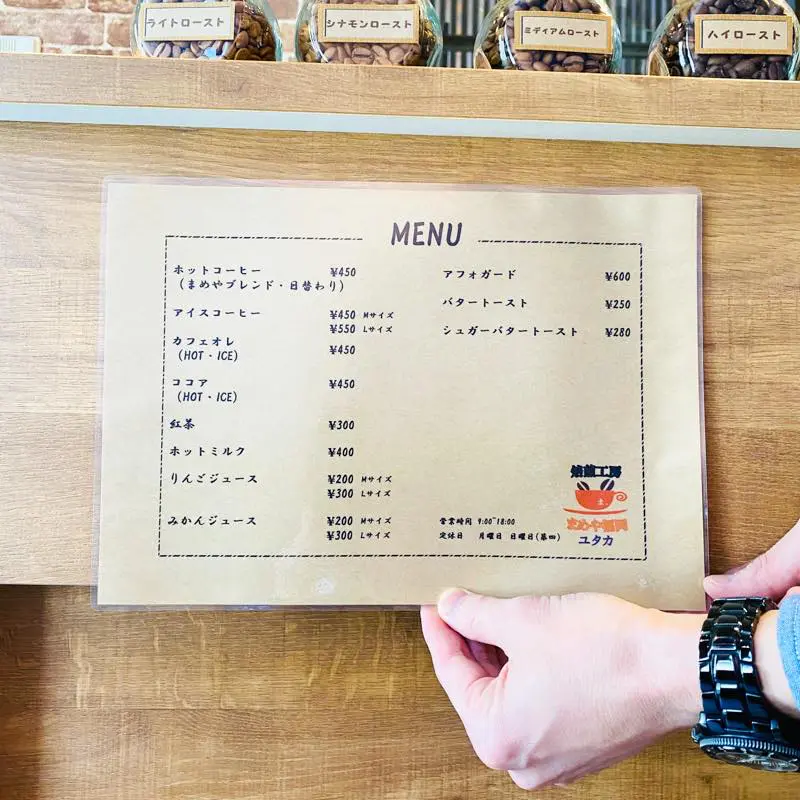 ライトロースト
シナモンロースト
ミディアムロースト
ハイロースト
MENU
ホットコーヒー ¥450
(まめやブレンド・日替わり)
アイスコーヒー ¥450 Mサイズ
¥550 Lサイズ
カフェオレ ¥450
(HOT・ICE)
ココア ¥450
(HOT・ICE)
紅茶 ¥300
ホットミルク ¥400
りんごジュース ¥200 Mサイズ
¥300 Lサイズ
みかんジュース ¥200 Mサイズ
¥300 Lサイズ
アフォガード ¥600
バタートースト ¥250
シュガーバタートースト ¥280
営業時間 9:00~18:00
定休日 月曜日 日曜日(第四)
焙煎工房
まめや福岡
ユタカ